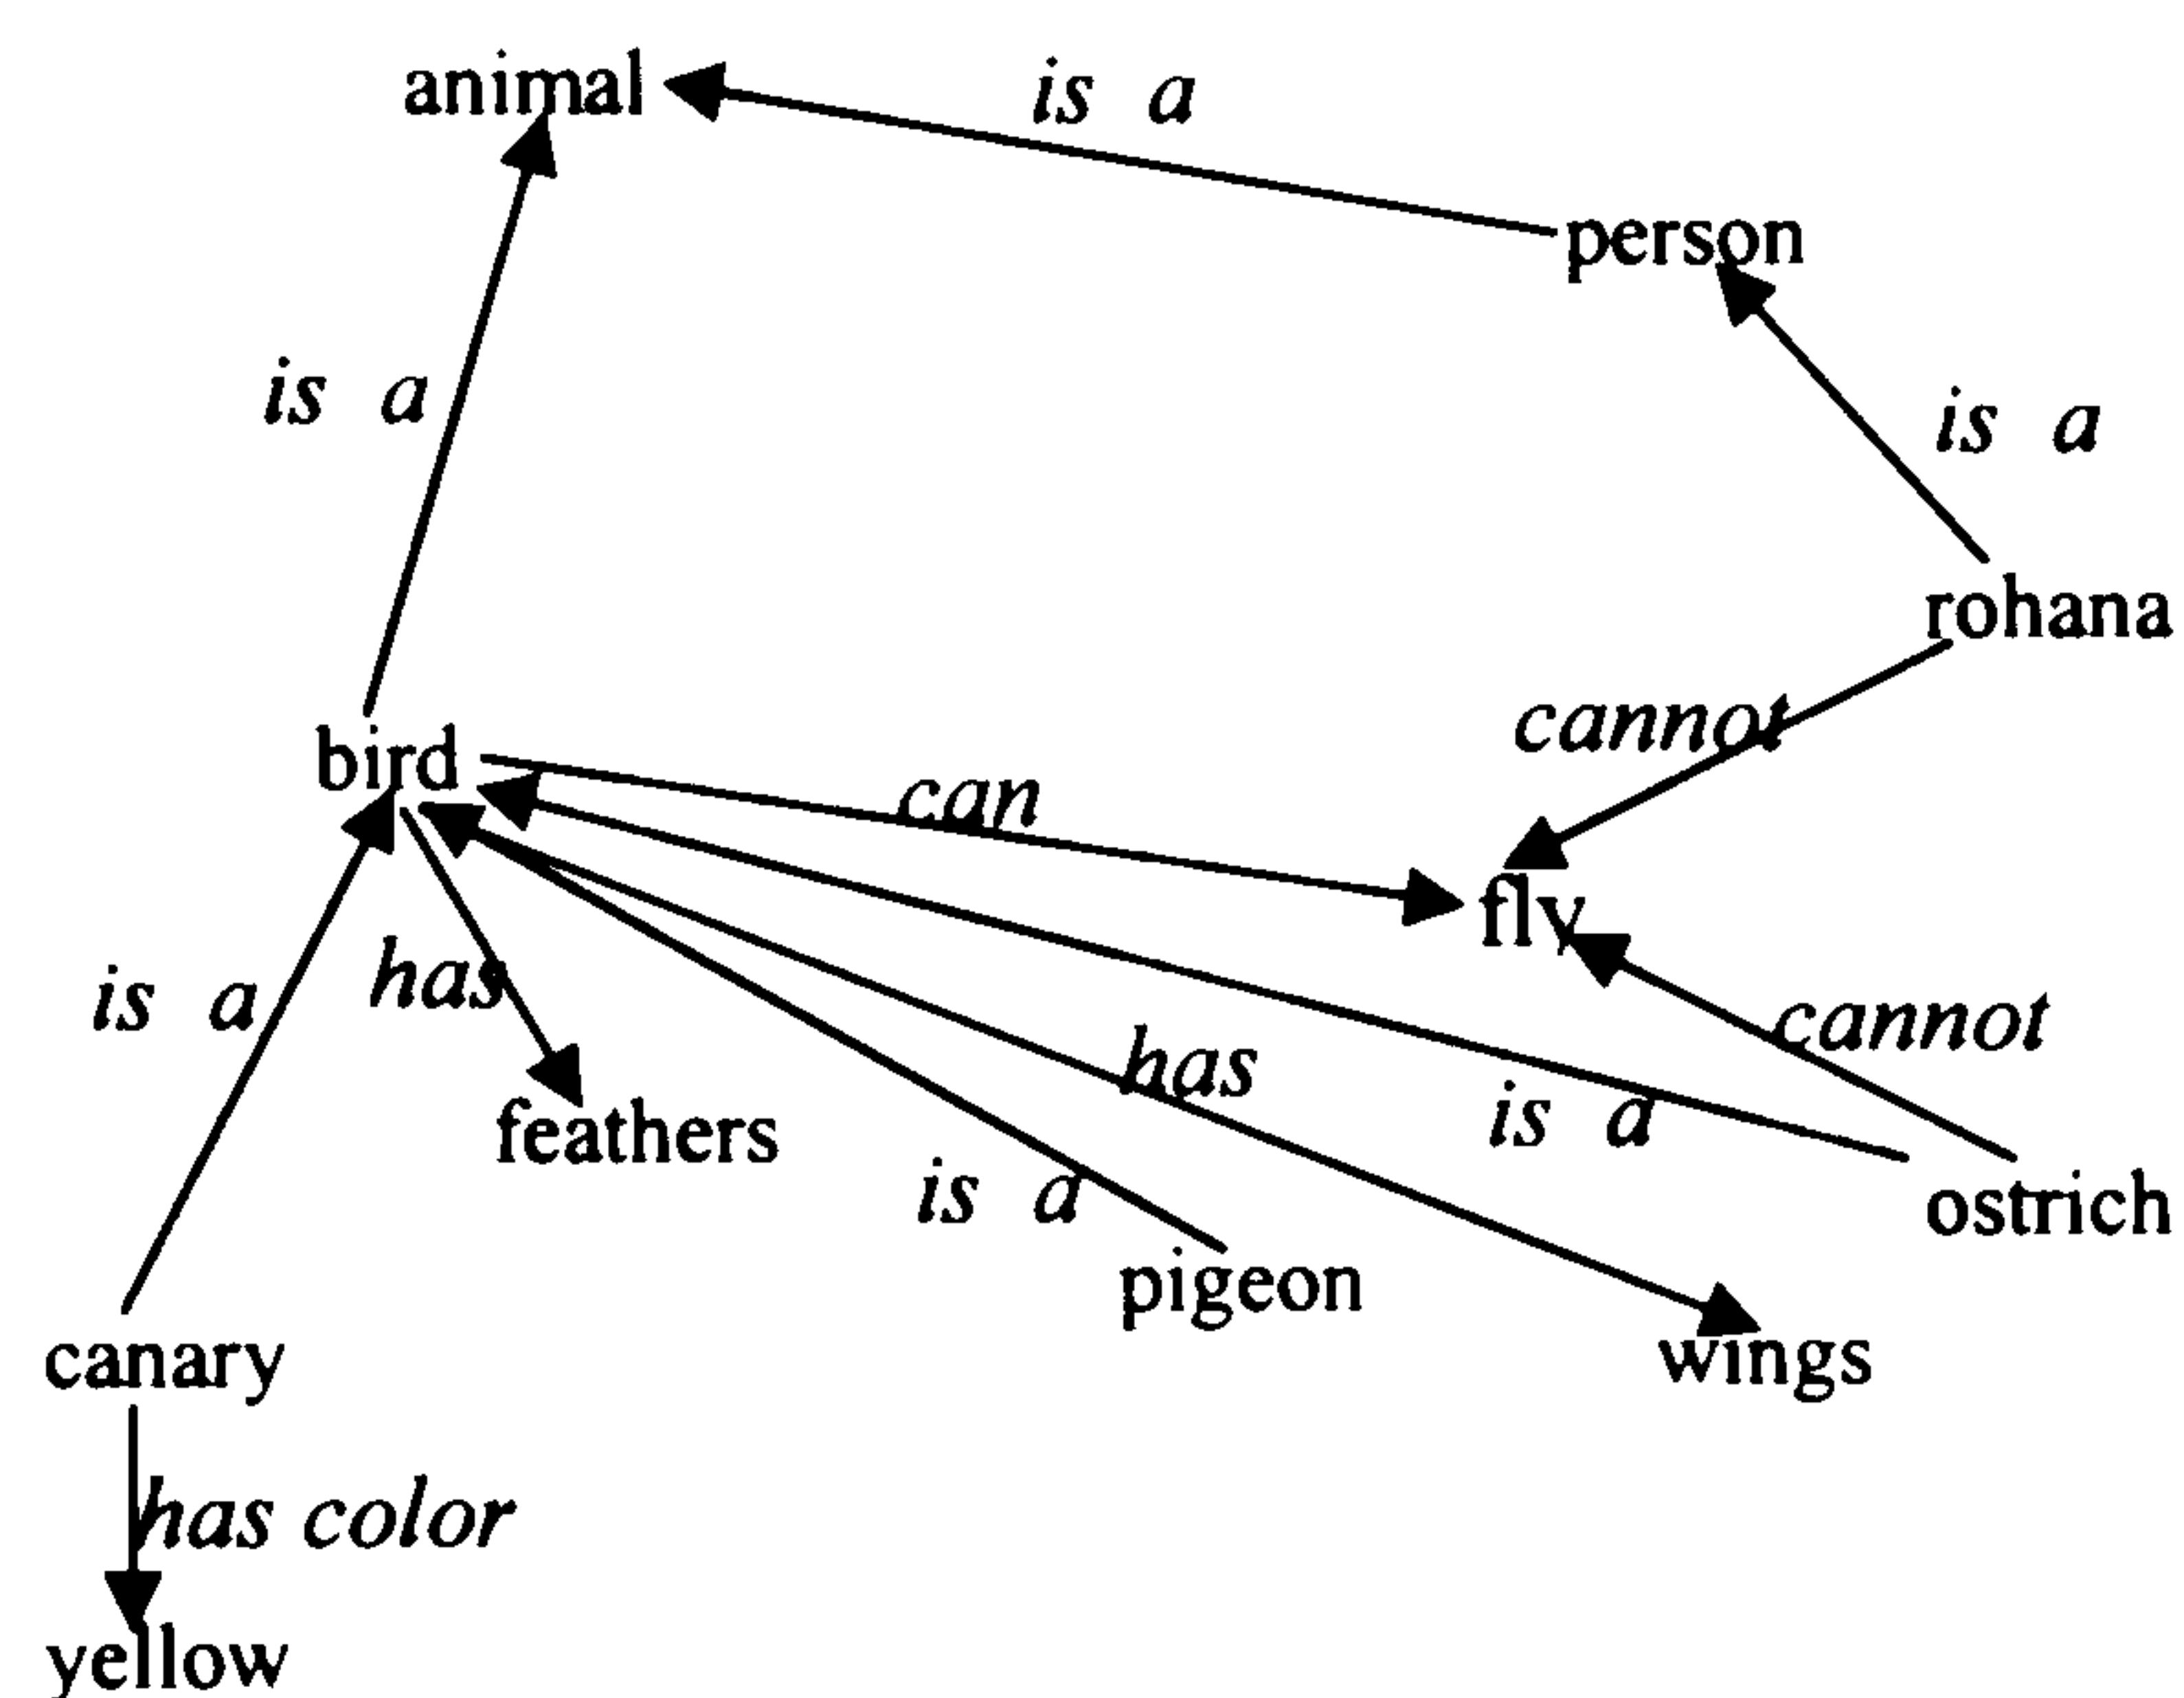 animal
is a
person
is a
is a
rohana
cannot
bird
can
fly
has
is a
cannot
has
is a
feathers
is a
ostrich
pigeon
canary
wings
has color
yellow